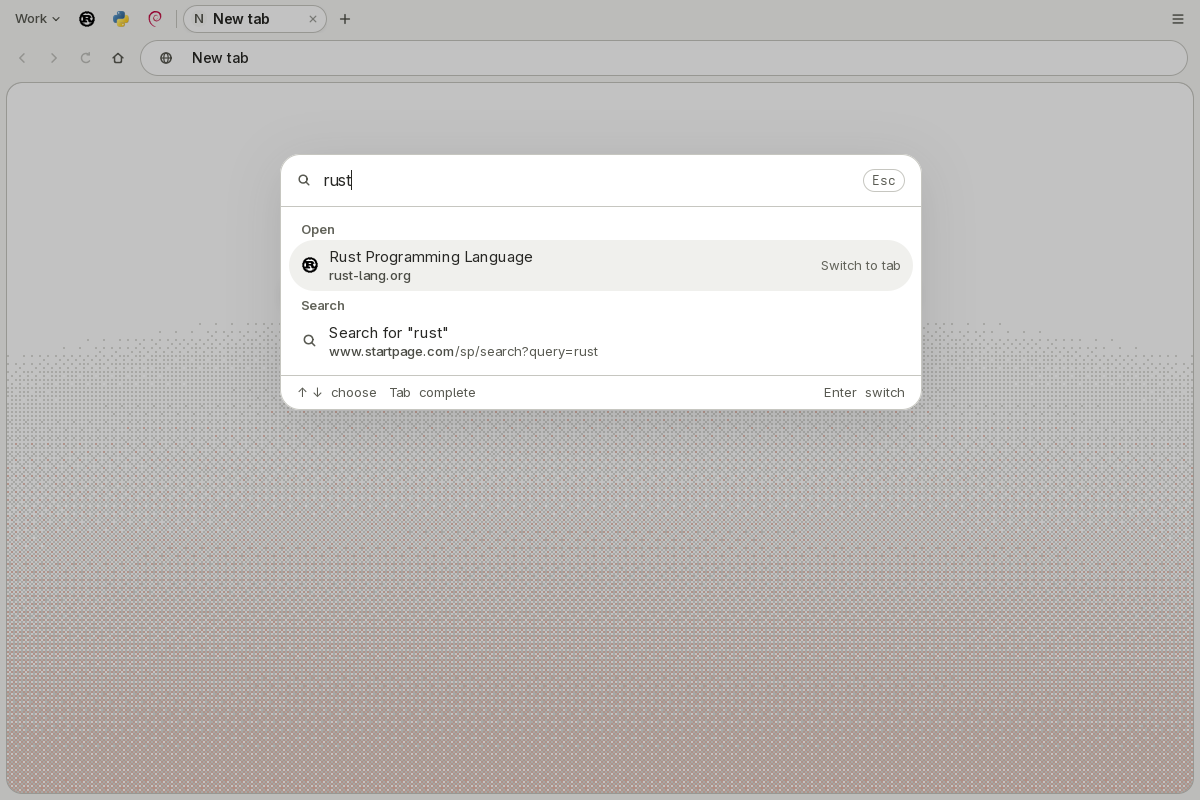 Work
N New tab
New tab
rust
Esc
Open
Rust Programming Language
rust-lang.org
Switch to tab
Search
Search for "rust"
www.startpage.com/sp/search?query=rust
↑ ↓ choose Tab complete
Enter switch